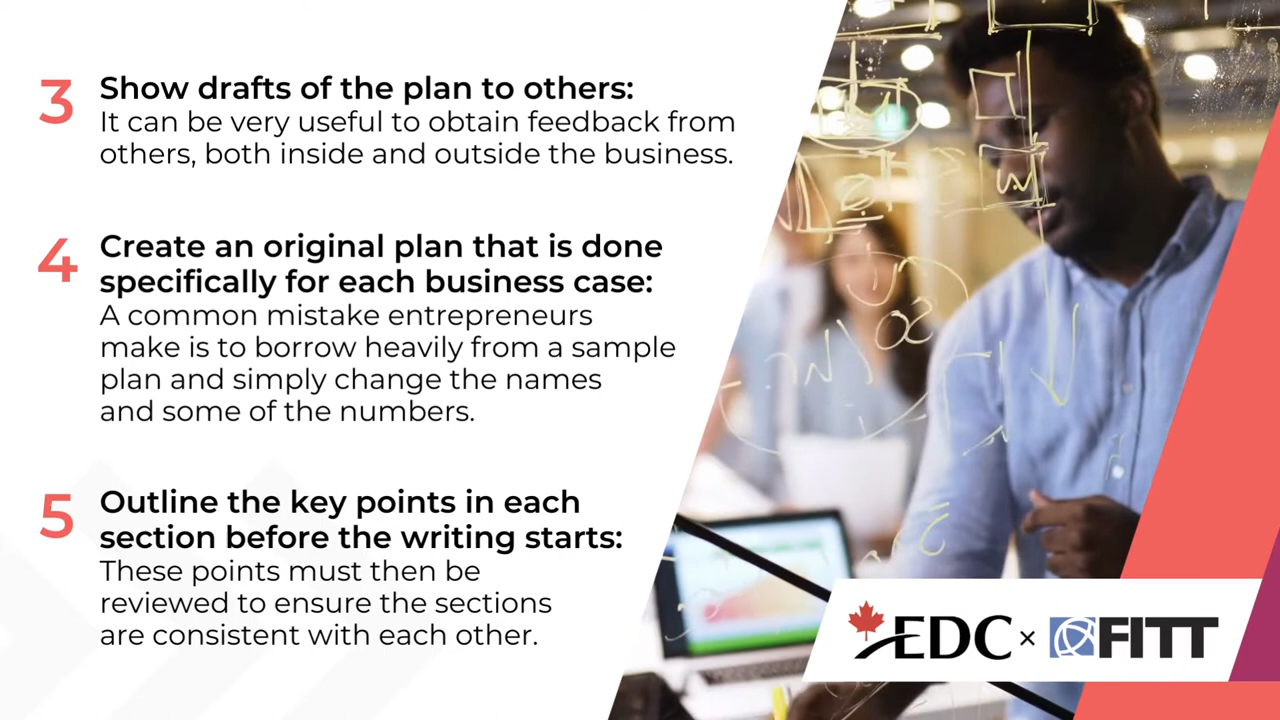 3
Show drafts of the plan to others:
It can be very useful to obtain feedback from
others, both inside and outside the business.
4
Create an original plan that is done
specifically for each business case:
A common mistake entrepreneurs
make is to borrow heavily from a sample
plan and simply change the names
and some of the numbers.
5
Outline the key points in each
section before the writing starts:
These points must then be
reviewed to ensure the sections
are consistent with each other.
EDC × FITT